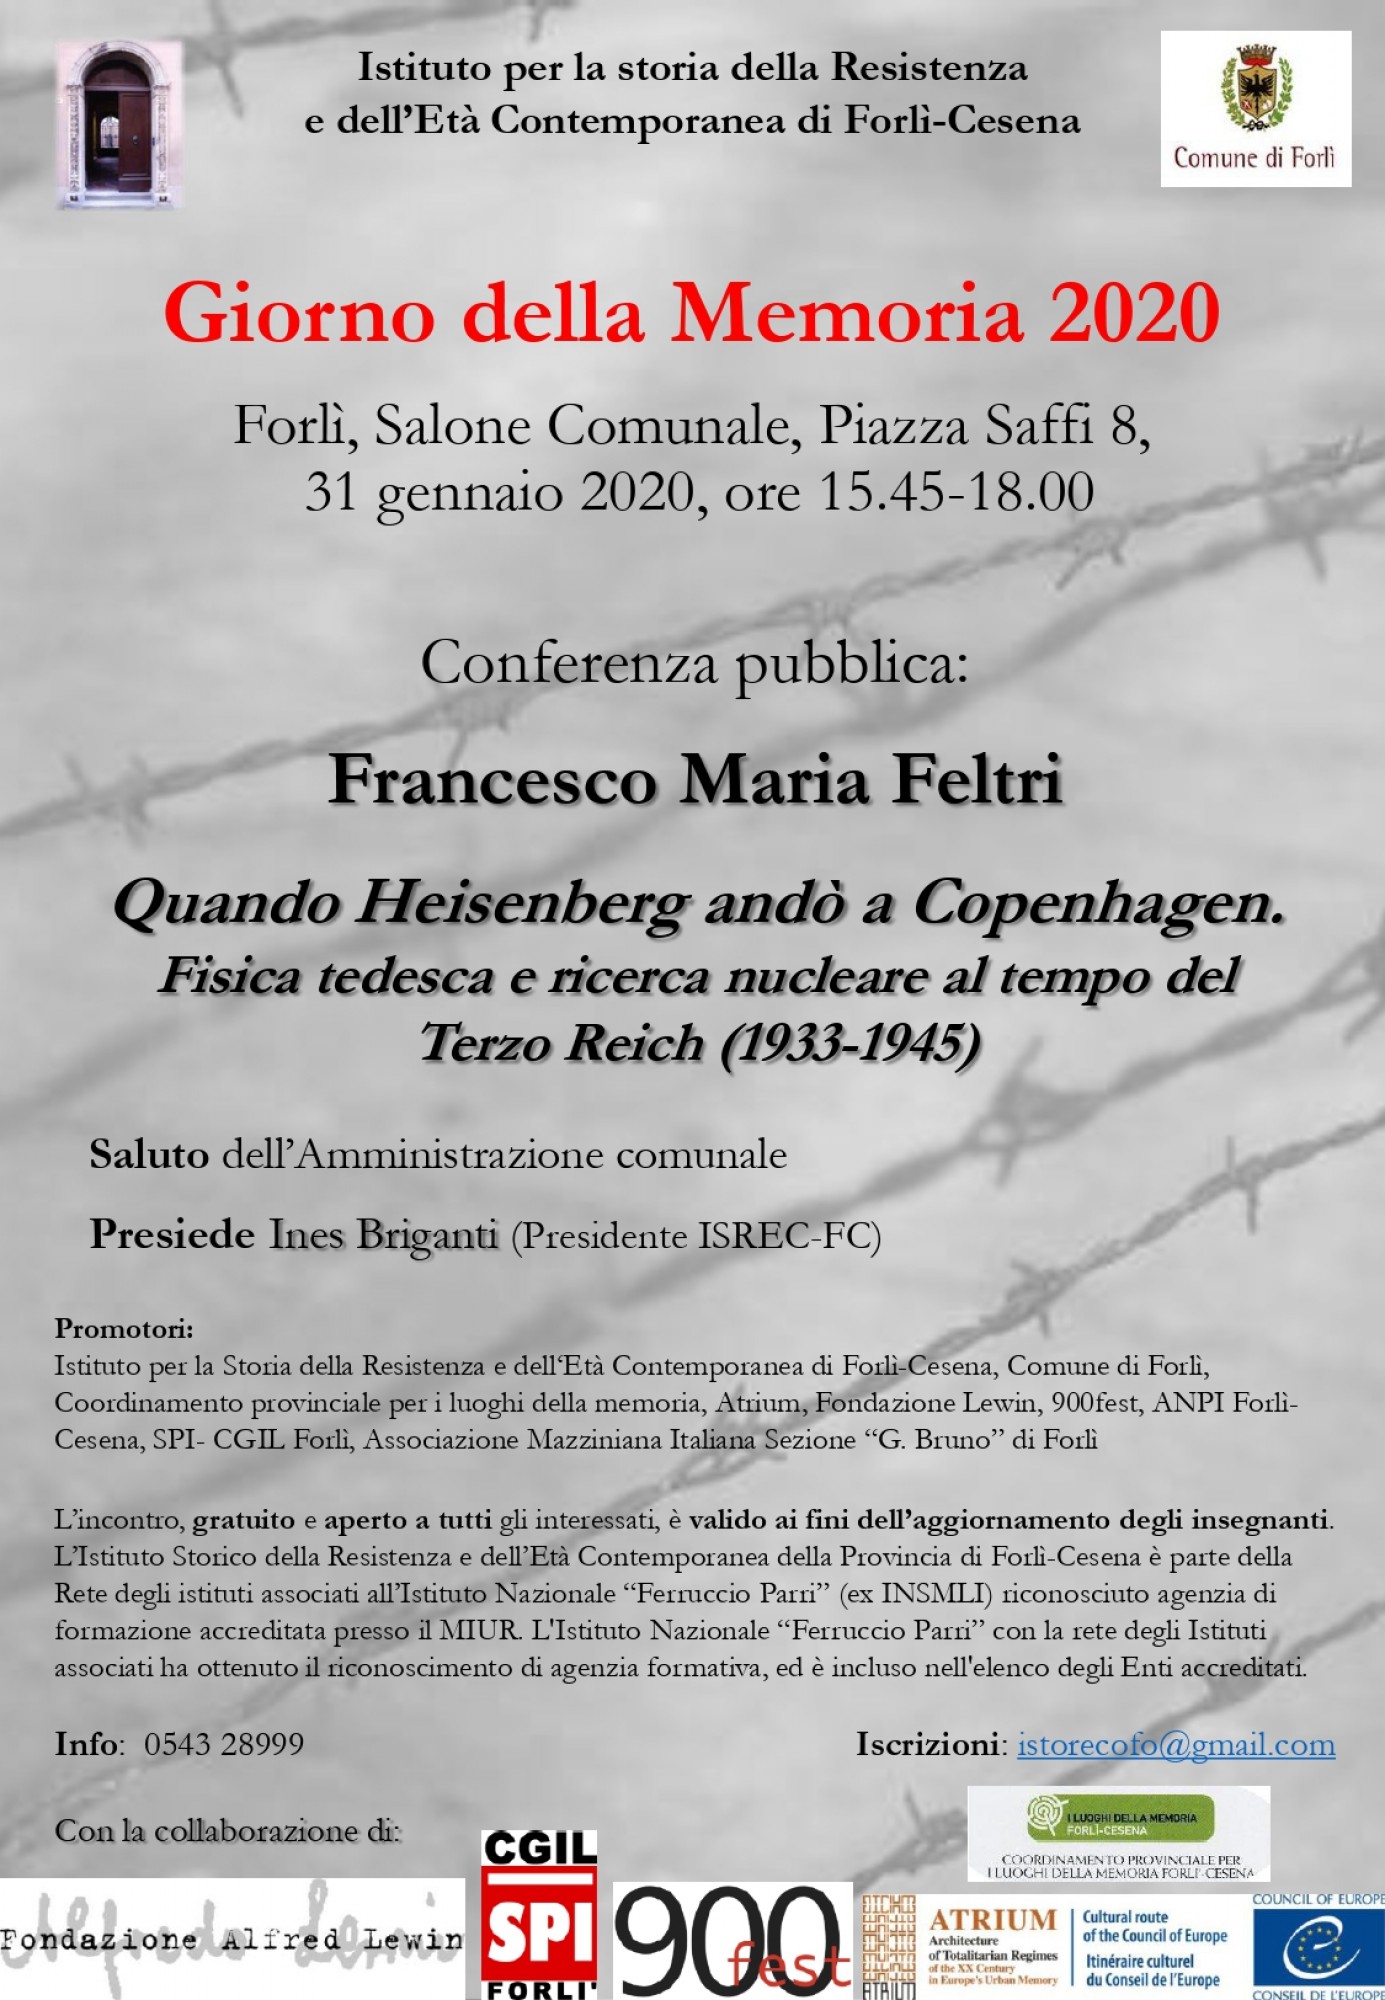 Istituto per la storia della Resistenza
e dell’Età Contemporanea di Forlì-Cesena
Comune di Forlì
Giorno della Memoria 2020
Forlì, Salone Comunale, Piazza Saffi 8,
31 gennaio 2020, ore 15.45-18.00
Conferenza pubblica:
Francesco Maria Feltri
Quando Heisenberg andò a Copenhagen.
Fisica tedesca e ricerca nucleare al tempo del
Terzo Reich (1933-1945)
Saluto dell’Amministrazione comunale
Presiede Ines Briganti (Presidente ISREC-FC)
Promotori:
Istituto per la Storia della Resistenza e dell‘Età Contemporanea di Forlì-Cesena, Comune di Forlì,
Coordinamento provinciale per i luoghi della memoria, Atrium, Fondazione Lewin, 900fest, ANPI Forlì-
Cesena, SPI- CGIL Forlì, Associazione Mazziniana Italiana Sezione “G. Bruno” di Forlì
L’incontro, gratuito e aperto a tutti gli interessati, è valido ai fini dell’aggiornamento degli insegnanti.
L’Istituto Storico della Resistenza e dell’Età Contemporanea della Provincia di Forlì-Cesena è parte della
Rete degli istituti associati all’Istituto Nazionale “Ferruccio Parri” (ex INSMLI) riconosciuto agenzia di
formazione accreditata presso il MIUR. L'Istituto Nazionale “Ferruccio Parri” con la rete degli Istituti
associati ha ottenuto il riconoscimento di agenzia formativa, ed è incluso nell'elenco degli Enti accreditati.
Info: 0543 28999
Iscrizioni: istorecofo@gmail.com
Con la collaborazione di:
I LUOGHI DELLA MEMORIA
FORLÌ-CESENA
COORDINAMENTO PROVINCIALE PER
I LUOGHI DELLA MEMORIA FORLI'-CESENA
Fondazione Alfred Lewin
CGIL
SPI
FORLI'
900fest
ATRIUM
ATRIUM
Architecture
of Totalitarian Regimes
of the XX Century
in Europe's Urban Memory
Cultural route
of the Council of Europe
Itinéraire culturel
du Conseil de l'Europe
COUNCIL OF EUROPE
CONSEIL DE L'EUROPE